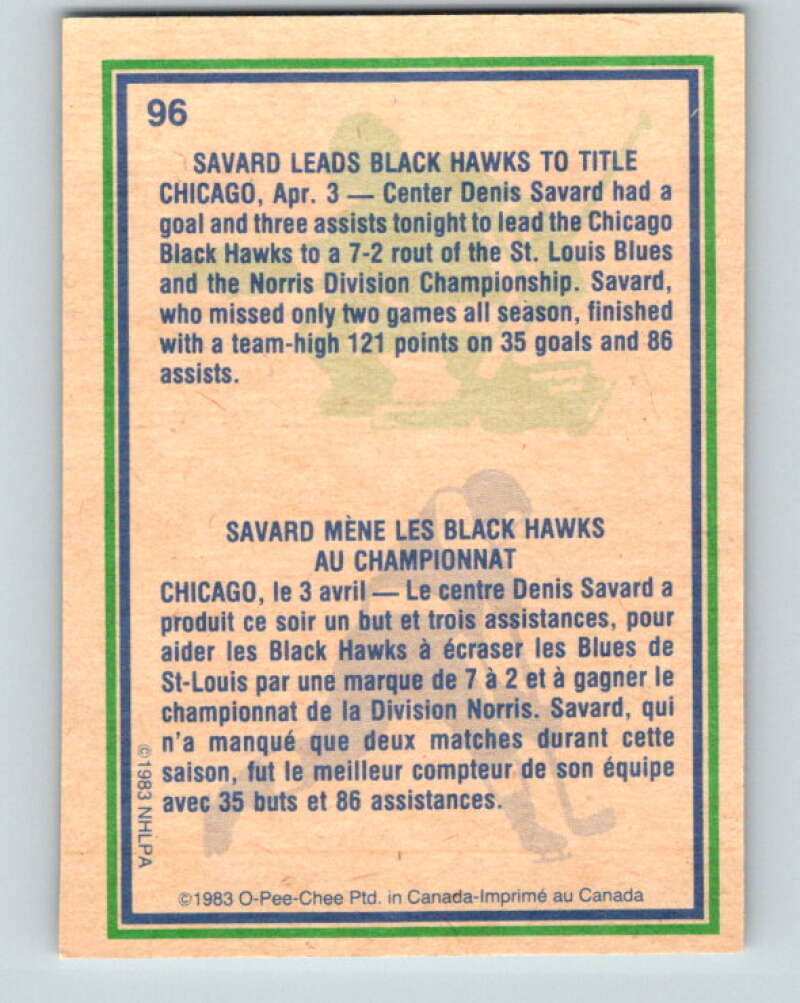 96
SAVARD LEADS BLACK HAWKS TO TITLE
CHICAGO, Apr. 3 — Center Denis Savard had a
goal and three assists tonight to lead the Chicago
Black Hawks to a 7-2 rout of the St. Louis Blues
and the Norris Division Championship. Savard,
who missed only two games all season, finished
with a team-high 121 points on 35 goals and 86
assists.
SAVARD MÈNE LES BLACK HAWKS
AU CHAMPIONNAT
CHICAGO, le 3 avril — Le centre Denis Savard a
produit ce soir un but et trois assistances, pour
aider les Black Hawks à écraser les Blues de
St-Louis par une marque de 7 à 2 et à gagner le
championnat de la Division Norris. Savard, qui
n'a manqué que deux matches durant cette
saison, fut le meilleur compteur de son équipe
avec 35 buts et 86 assistances.
©1983 NHLPA
©1983 O-Pee-Chee Ptd. in Canada-Imprimé au Canada